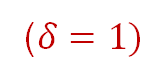 (δ = 1)